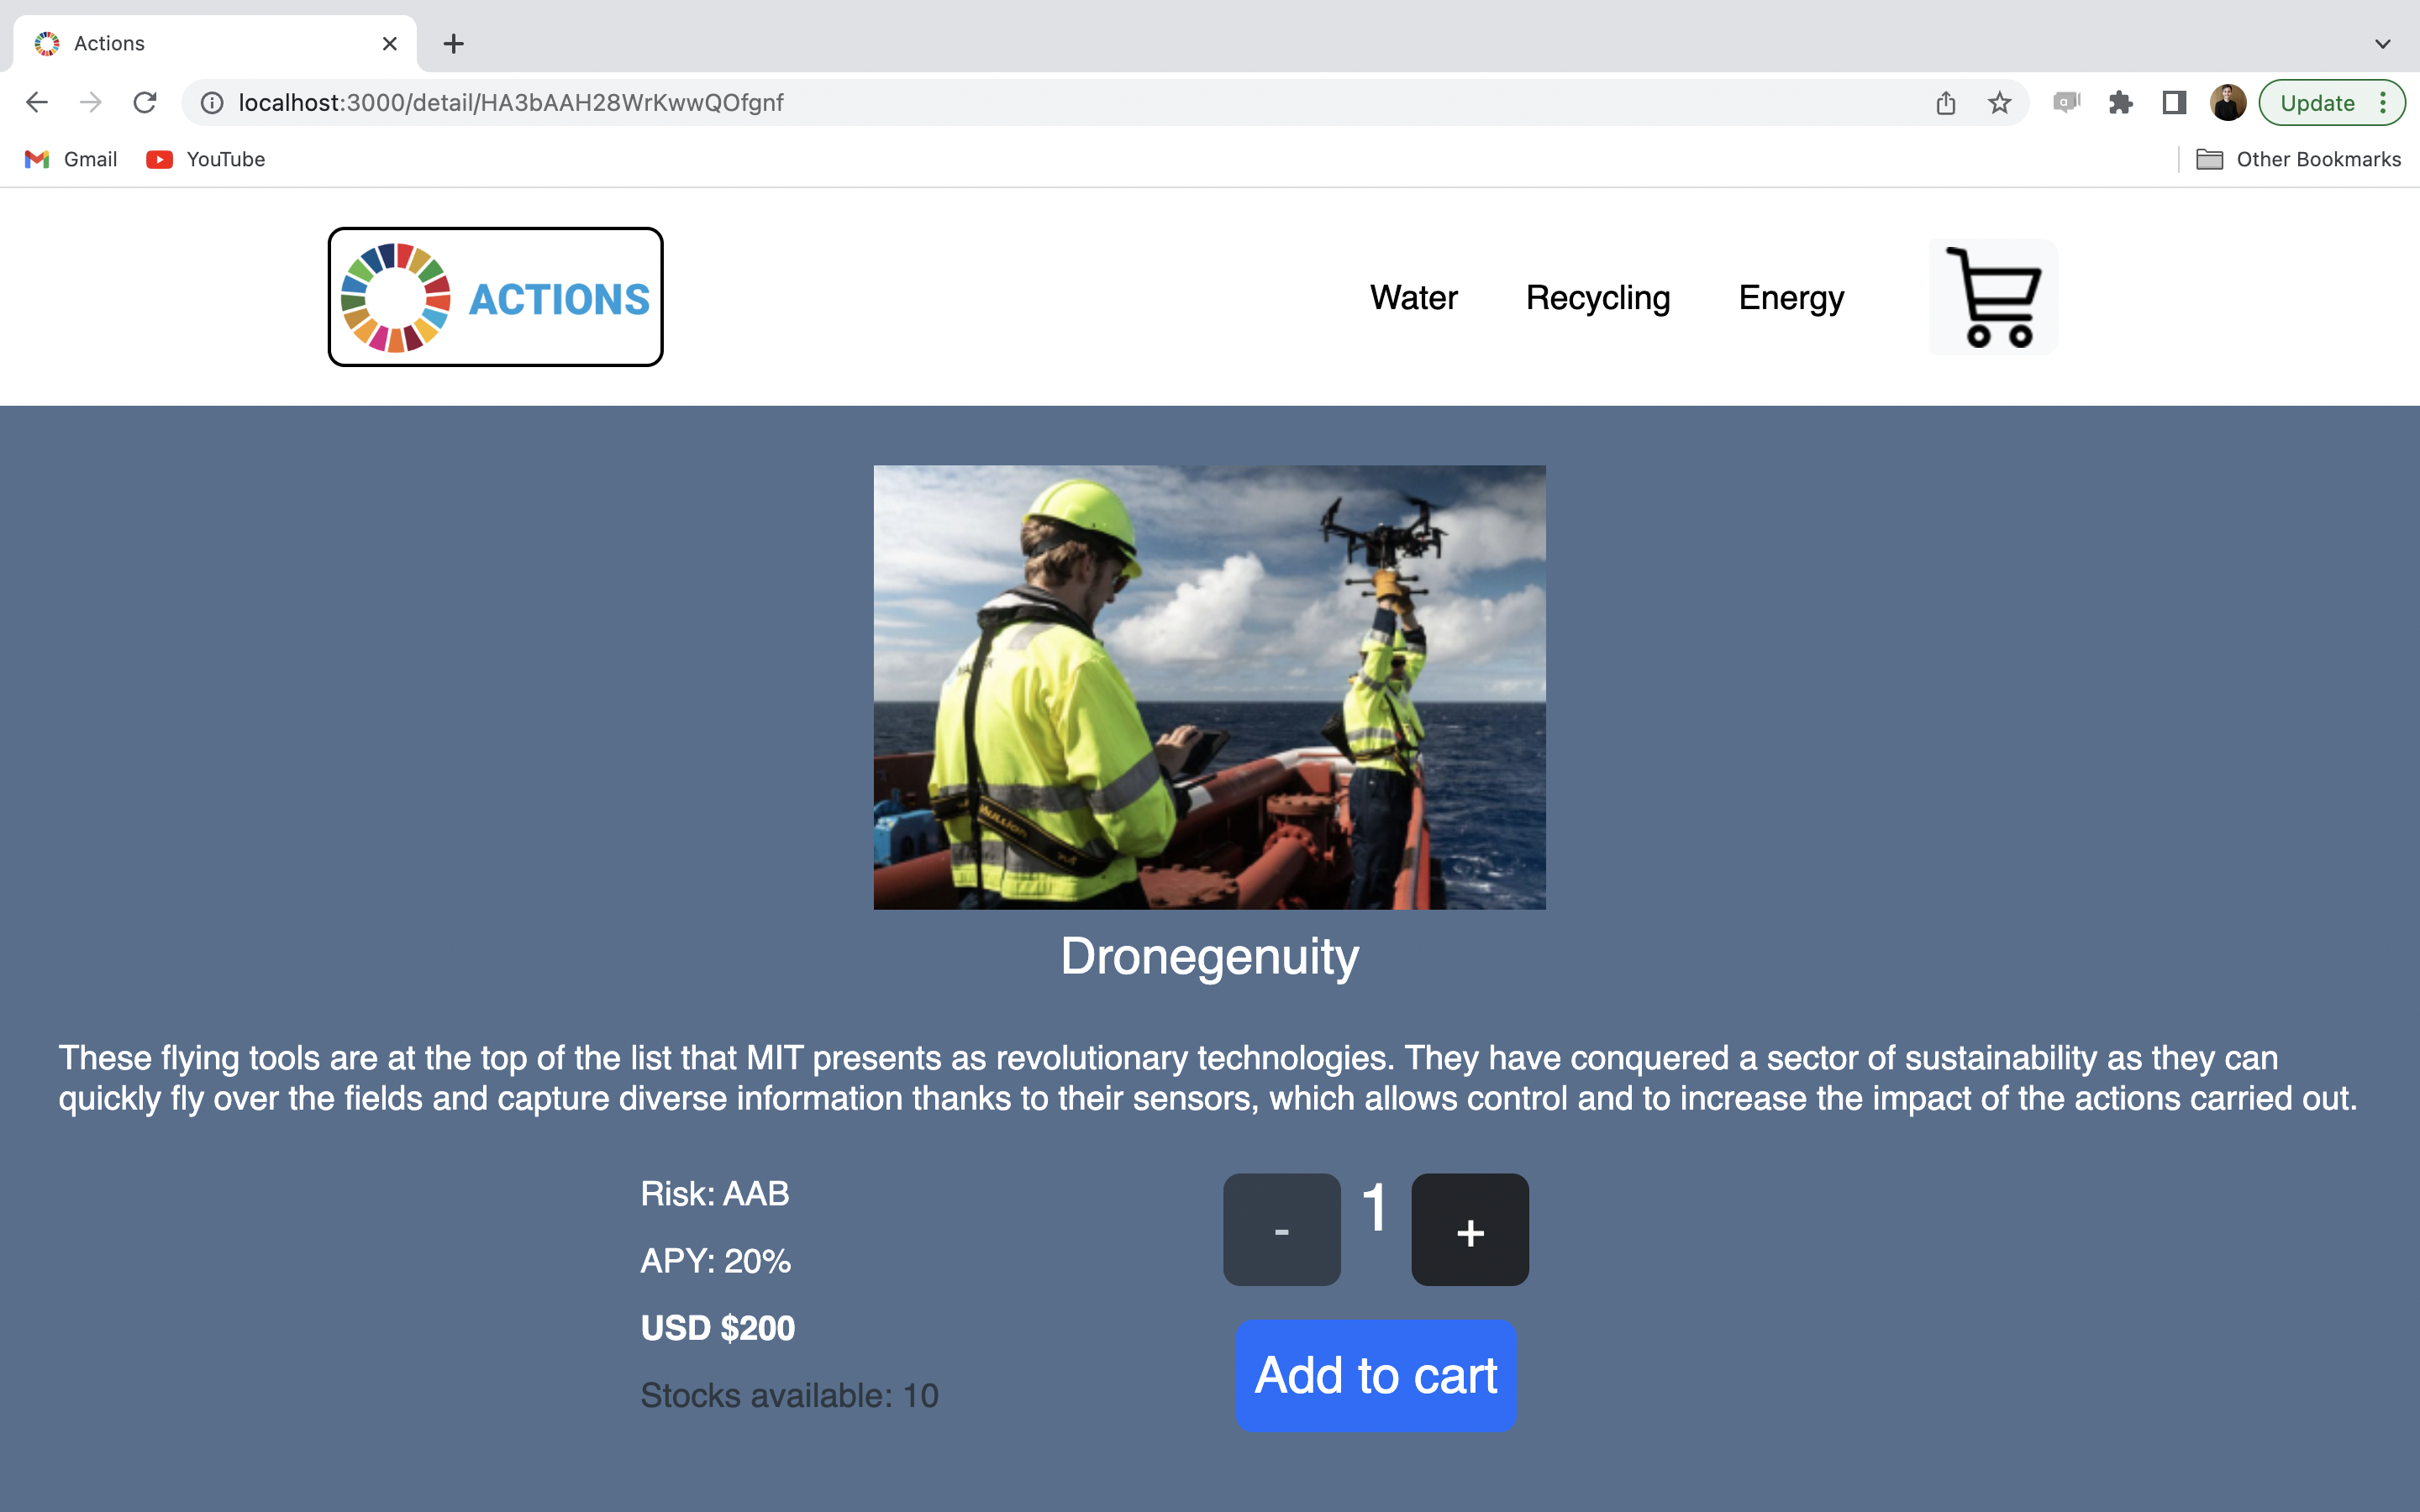 Actions
localhost:3000/detail/HA3bAAH28WrKwwQOfgnf
Update
Gmail
YouTube
Other Bookmarks
ACTIONS
Water
Recycling
Energy
Dronegenuity
These flying tools are at the top of the list that MIT presents as revolutionary technologies. They have conquered a sector of sustainability as they can
quickly fly over the fields and capture diverse information thanks to their sensors, which allows control and to increase the impact of the actions carried out.
Risk: AAB
- 1 +
APY: 20%
USD $200
Add to cart
Stocks available: 10